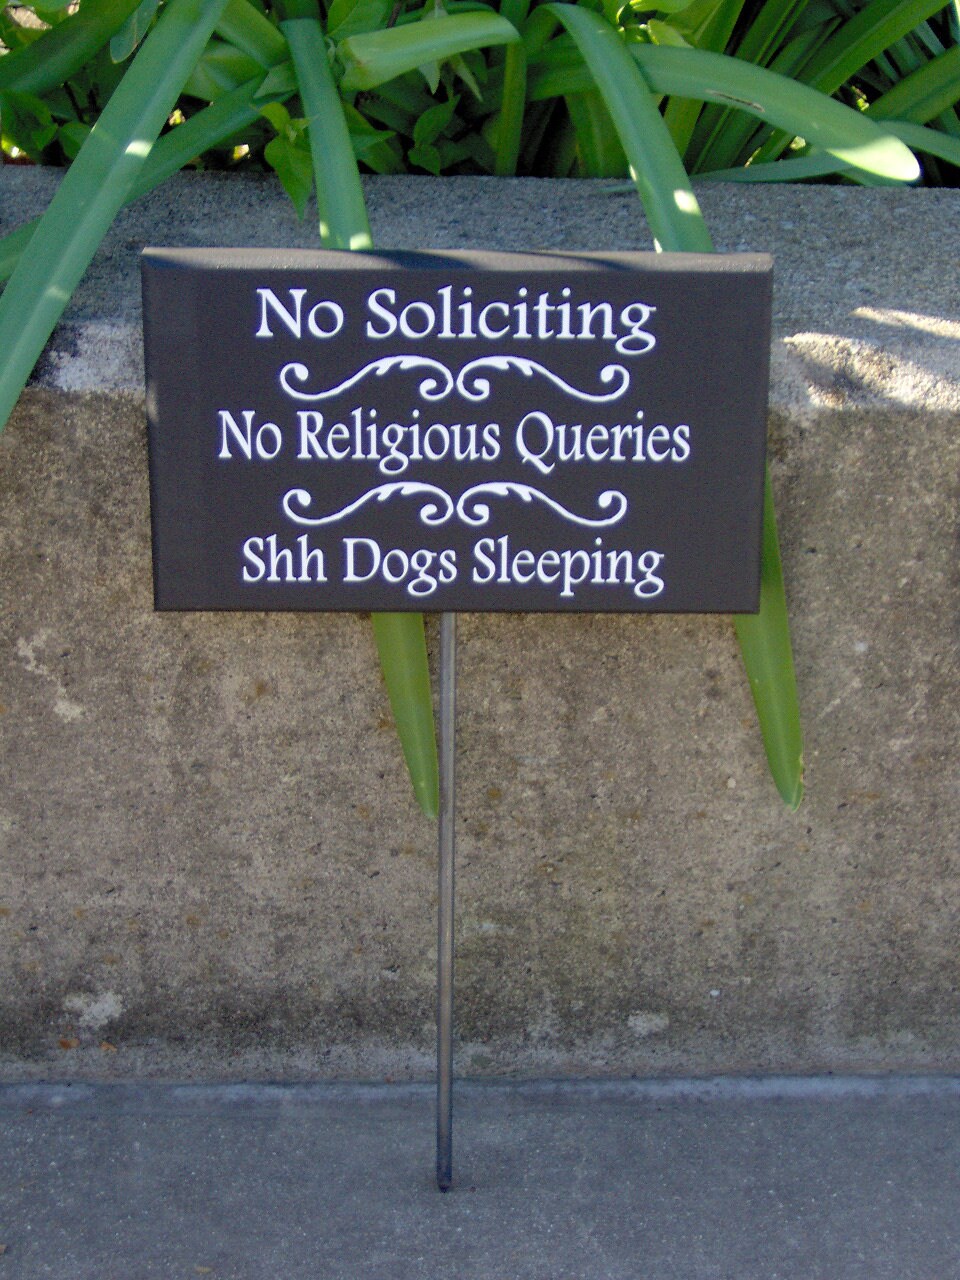 No Soliciting
No Religious Queries
Shh Dogs Sleeping